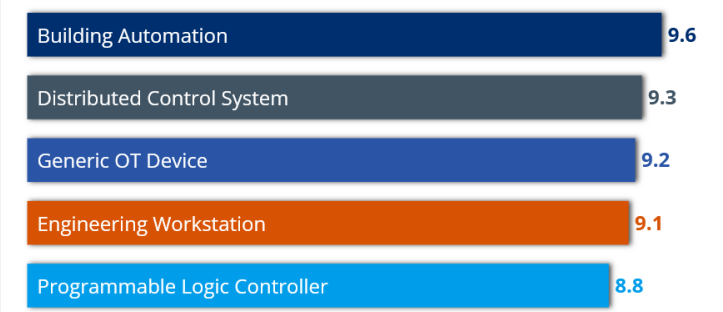 Building Automation 9.6
Distributed Control System 9.3
Generic OT Device 9.2
Engineering Workstation 9.1
Programmable Logic Controller 8.8